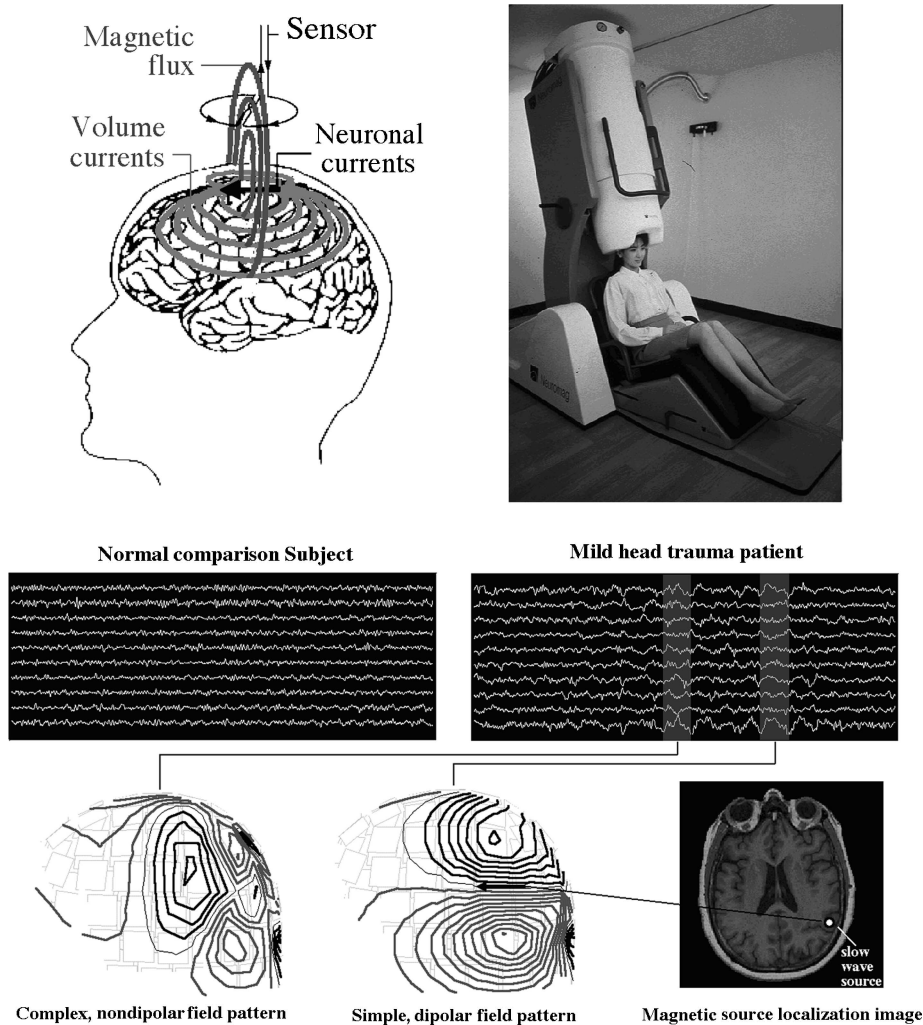 Magnetic
flux
Sensor
Volume
currents
Neuronal
currents
Neuromag
Normal comparison Subject
Mild head trauma patient
slow
wave
source
Complex, nondipolar field pattern
Simple, dipolar field pattern
Magnetic source localization image